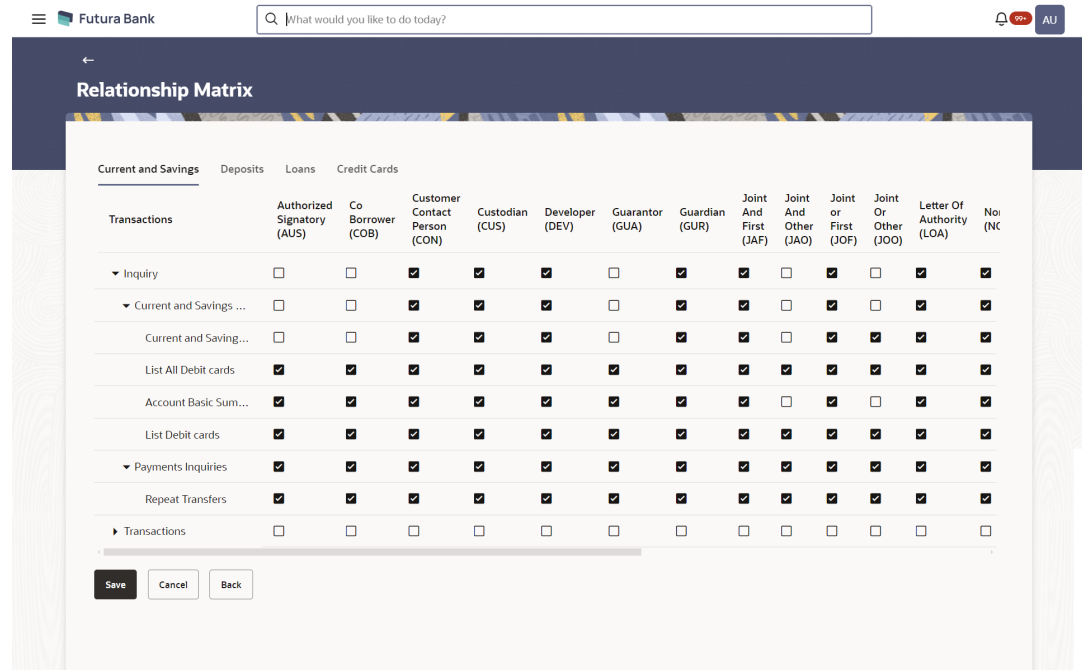 Futura Bank
What would you like to do today?
99+
AU
Relationship Matrix
Current and Savings Deposits Loans Credit Cards
Transactions
Authorized
Signatory
(AUS)
Co
Borrower
(COB)
Customer
Contact
Person
(CON)
Custodian
(CUS)
Developer
(DEV)
Guarantor
(GUA)
Guardian
(GUR)
Joint
And
First
(JAF)
Joint
And
Other
(JAO)
Joint
or
First
(JOF)
Joint
Or
Other
(JOO)
Letter Of
Authority
(LOA)
Inquiry
Current and Savings ...
Current and Saving...
List All Debit cards
Account Basic Sum...
List Debit cards
Payments Inquiries
Repeat Transfers
Transactions
Save Cancel Back